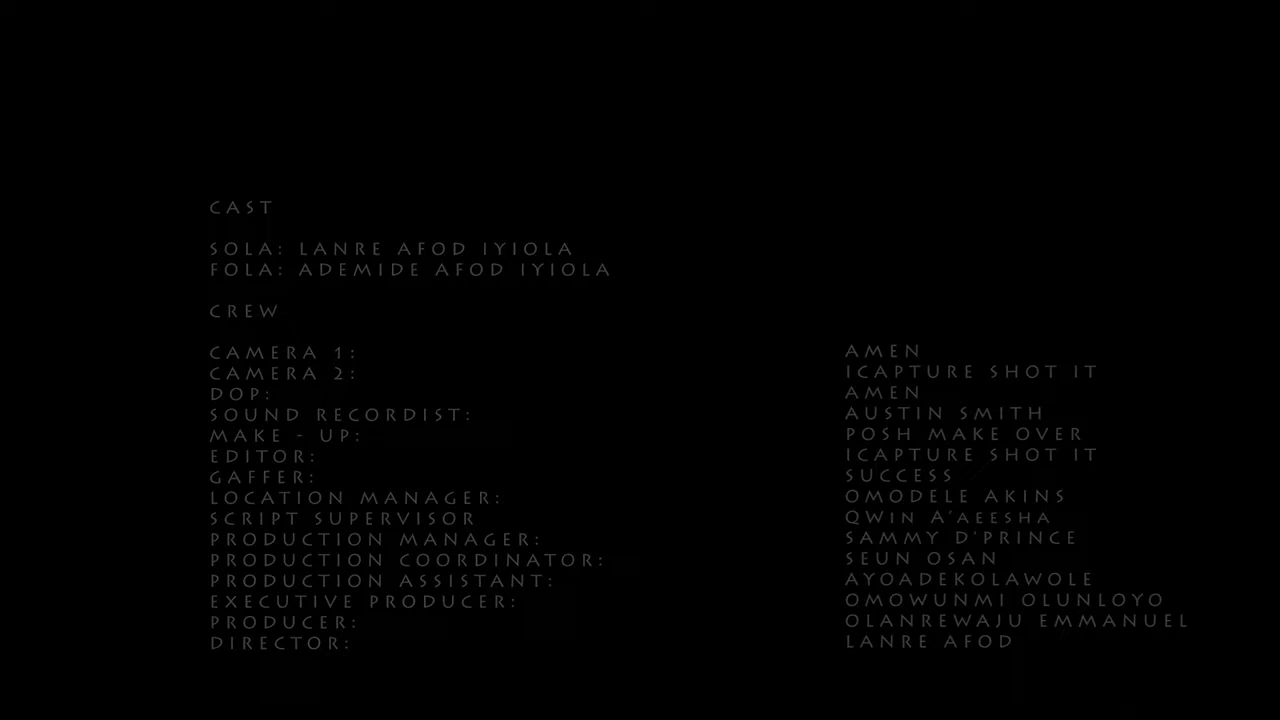 CAST
SOLA: LANRE AFOD IYIOLA
FOLA: ADEMIDE AFOD IYIOLA
CREW
CAMERA 1: AMEN
CAMERA 2: ICAPTURE SHOT IT
DOP: AMEN
SOUND RECORDIST: AUSTIN SMITH
MAKE - UP: POSH MAKE OVER
EDITOR: ICAPTURE SHOT IT
GAFFER: SUCCESS
LOCATION MANAGER: OMODELE AKINS
SCRIPT SUPERVISOR QWIN A'AEESHA
PRODUCTION MANAGER: SAMMY D'PRINCE
PRODUCTION COORDINATOR: SEUN OSAN
PRODUCTION ASSISTANT: AYOADEKOLAWOLE
EXECUTIVE PRODUCER: OMOWUNMI OLUNLOYO
PRODUCER: OLANREWAJU EMMANUEL
DIRECTOR: LANRE AFOD